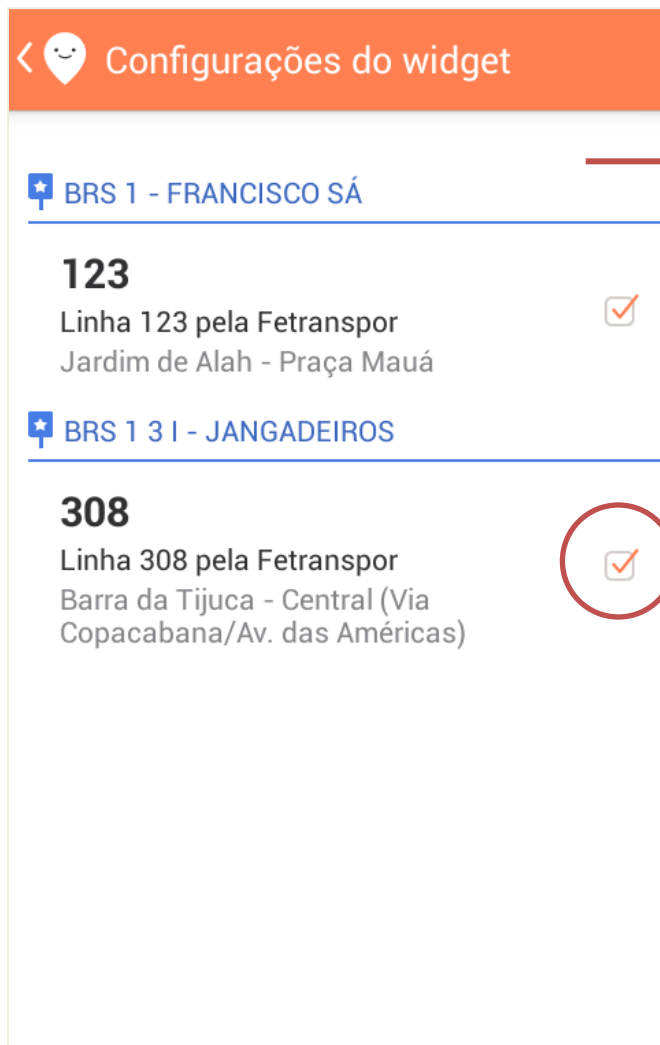 Configurações do widget
BRS 1 - FRANCISCO SÁ
123
Linha 123 pela Fetranspor
Jardim de Alah - Praça Mauá
BRS 1 3 I - JANGADEIROS
308
Linha 308 pela Fetranspor
Barra da Tijuca - Central (Via
Copacabana/Av. das Américas)